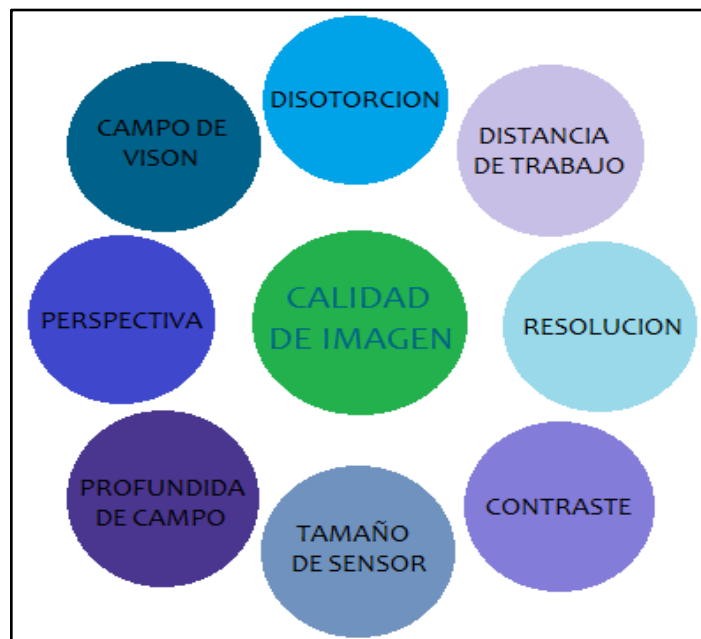 DISOTORCION
CAMPO DE
VISON
DISTANCIA
DE TRABAJO
PERSPECTIVA
CALIDAD
DE IMAGEN
RESOLUCION
PROFUNDIDA
DE CAMPO
CONTRASTE
TAMAÑO
DE SENSOR